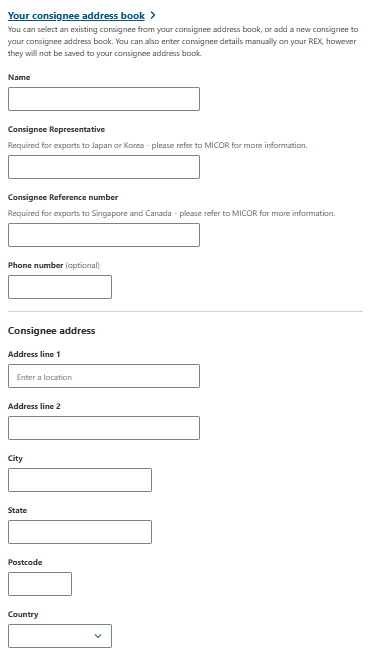 Your consignee address book
You can select an existing consignee from your consignee address book, or add a new consignee to
your consignee address book. You can also enter consignee details manually on your REX, however
they will not be saved to your consignee address book.
Name
Consignee Representative
Required for exports to Japan or Korea - please refer to MICOR for more information.
Consignee Reference number
Required for exports to Singapore and Canada - please refer to MICOR for more information.
Phone number (optional)
Consignee address
Address line 1
Enter a location
Address line 2
City
State
Postcode
Country